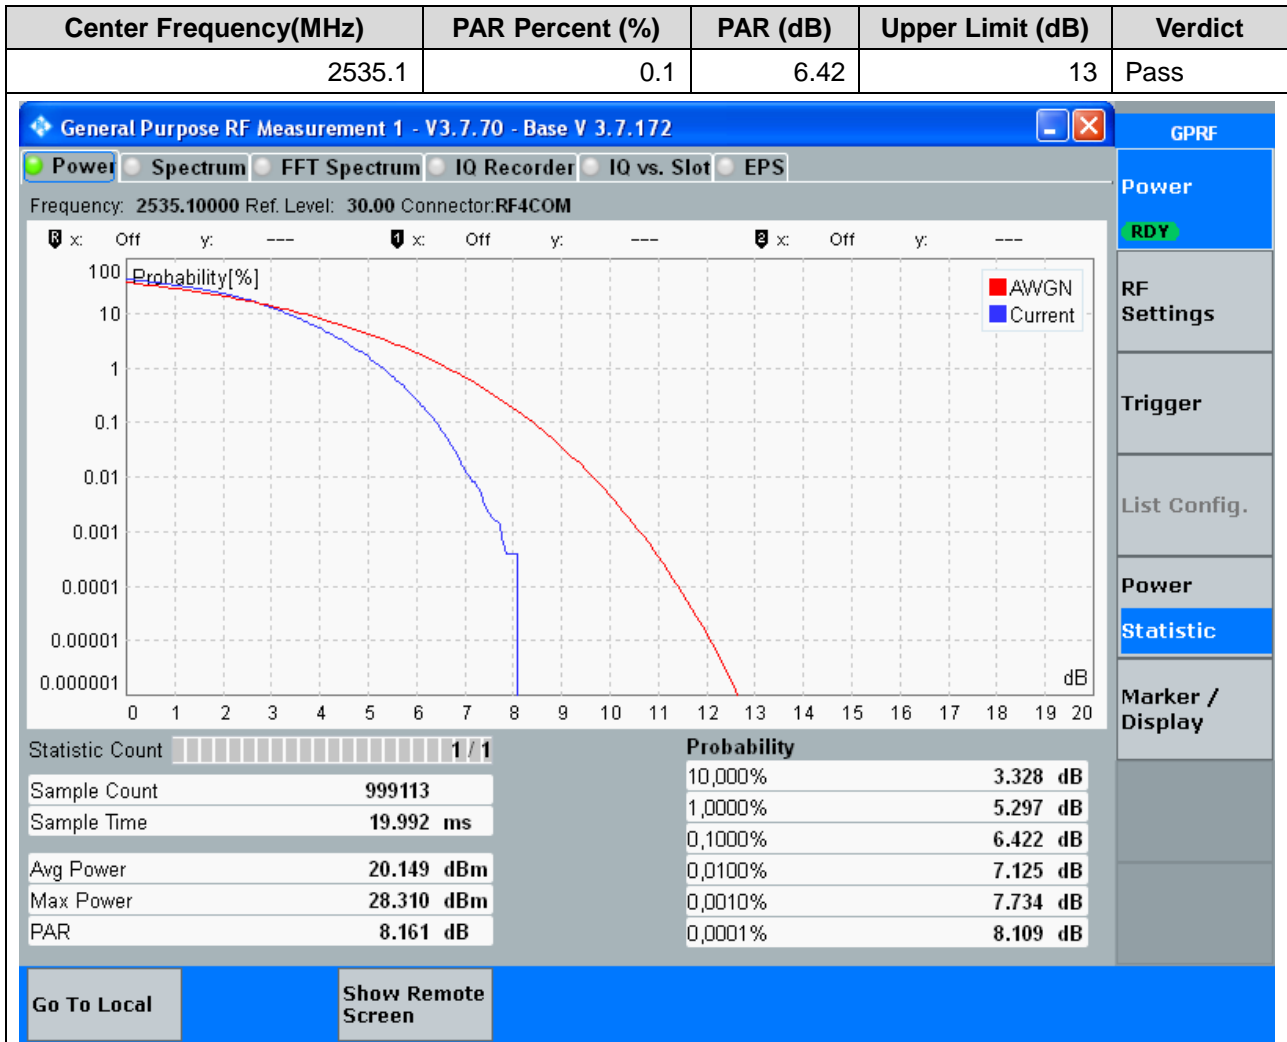 Center Frequency(MHz) PAR Percent (%) PAR (dB) Upper Limit (dB) Verdict
2535.1 0.1 6.42 13 Pass
General Purpose RF Measurement 1 - V3.7.70 - Base V 3.7.172
GPRF
Power Spectrum FFT Spectrum IQ Recorder IQ vs. Slot EPS
Frequency: 2535.10000 Ref. Level: 30.00 Connector:RF4COM
R x: Off y: --- 1 x: Off y: --- 2 x: Off y: ---
Probability[%]
AWGN
Current
100
10
1
0.1
0.01
0.001
0.0001
0.00001
0.000001
dB
0 1 2 3 4 5 6 7 8 9 10 11 12 13 14 15 16 17 18 19 20
Power
RDY
RF
Settings
Trigger
List Config.
Power
Statistic
Marker /
Display
Statistic Count 1 / 1
Sample Count 999113
Sample Time 19.992 ms
Avg Power 20.149 dBm
Max Power 28.310 dBm
PAR 8.161 dB
Probability
10,000% 3.328 dB
1,0000% 5.297 dB
0,1000% 6.422 dB
0,0100% 7.125 dB
0,0010% 7.734 dB
0,0001% 8.109 dB
Go To Local
Show Remote
Screen